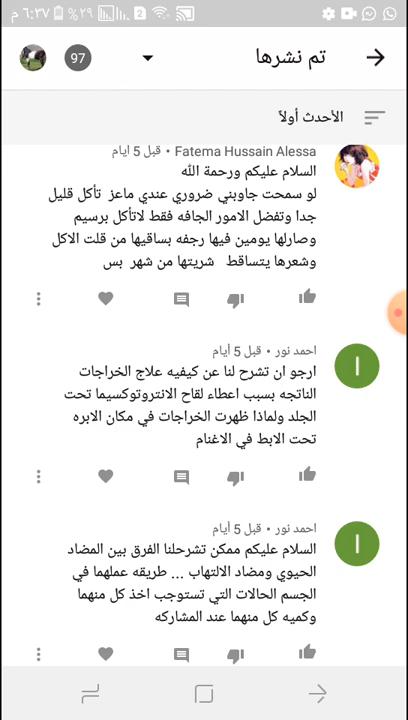 ٦:٣٧ م ٢٩%
2
تم نشرها
97
الأحدث أولاً
Fatema Hussain Alessa • قبل 5 أيام
السلام عليكم ورحمة الله
لو سمحت جاوبني ضروري عندي ماعز تأكل قليل
جدا وتفضل الامور الجافه فقط لاتأكل برسيم
وصارلها يومين فيها رجفه بساقيها من قلت الاكل
وشعرها يتساقط شريتها من شهر بس
احمد نور • قبل 5 أيام
ارجو ان تشرح لنا عن كيفيه علاج الخراجات
الناتجه بسبب اعطاء لقاح الانتروتوكسيما تحت
الجلد ولماذا ظهرت الخراجات في مكان الابره
تحت الابط في الاغنام
احمد نور • قبل 5 أيام
السلام عليكم ممكن تشرحلنا الفرق بين المضاد
الحيوي ومضاد الالتهاب ... طريقه عملهما في
الجسم الحالات التي تستوجب اخذ كل منهما
وكميه كل منهما عند المشاركه